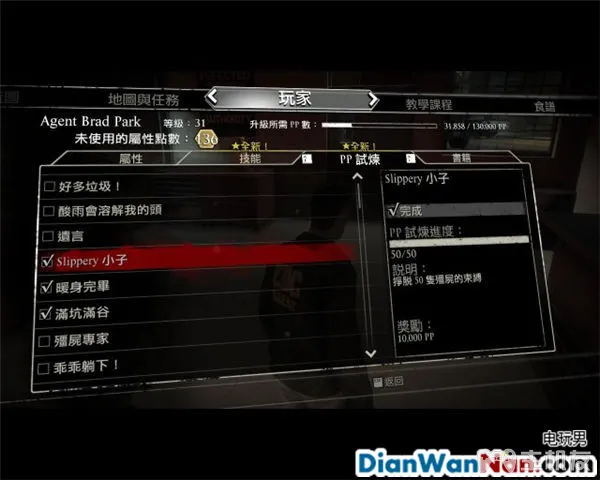 地圖與任務
玩家
教學課程
食譜
Agent Brad Park 等級：31 升級所需 PP 數： 31.858 / 130.000 PP
未使用的屬性點數： 136
★全新！ ★全新！
屬性 技能 PP 試煉 書籍
好多垃圾！
酸雨會溶解我的頭
遺言
Slippery 小子
暖身完畢
滿坑滿谷
殭屍專家
乖乖躺下！
Slippery 小子
完成
PP 試煉進度：
50/50
説明：
掙脫 50 隻殭屍的束縛
獎勵：
10.000 PP
返回
电玩男
DianWanNan.com